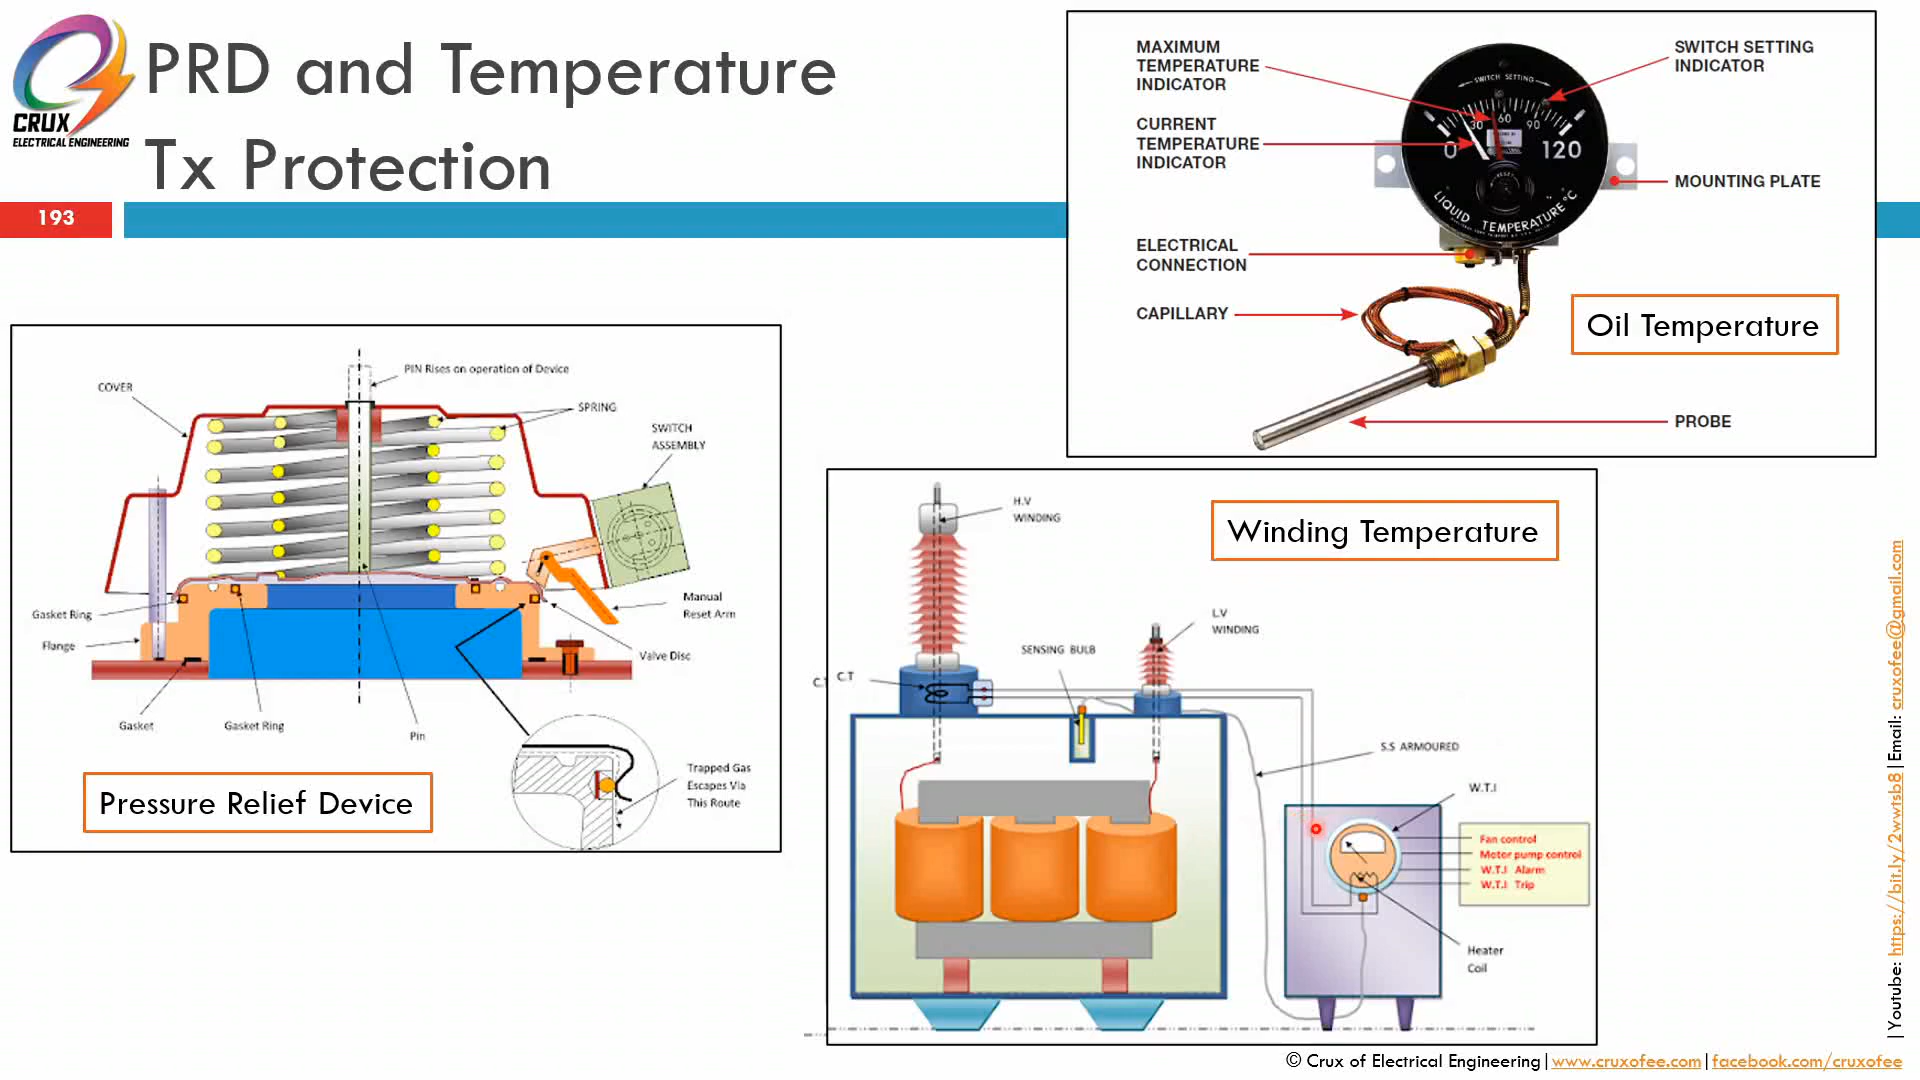 CRUX
ELECTRICAL ENGINEERING
PRD and Temperature
Tx Protection
193
MAXIMUM
TEMPERATURE
INDICATOR
CURRENT
TEMPERATURE
INDICATOR
ELECTRICAL
CONNECTION
CAPILLARY
SWITCH SETTING
INDICATOR
MOUNTING PLATE
PROBE
SWITCH SETTING
0
30
60
90
120
LIQUID TEMPERATURE °C
Oil Temperature
PIN Rises on operation of Device
COVER
SPRING
SWITCH
ASSEMBLY
Manual
Reset Arm
Gasket Ring
Flange
Valve Disc
Gasket
Gasket Ring
Pin
Trapped Gas
Escapes Via
This Route
Pressure Relief Device
Winding Temperature
H.V
WINDING
L.V
WINDING
SENSING BULB
C.T
S.S ARMOURED
W.T.I
Fan control
Motor pump control
W.T.I Alarm
W.T.I Trip
Heater
Coil
|Youtube: https://bit.ly/2wwtsb8|Email: cruxofee@gmail.com
© Crux of Electrical Engineering|www.cruxofee.com|facebook.com/cruxofee